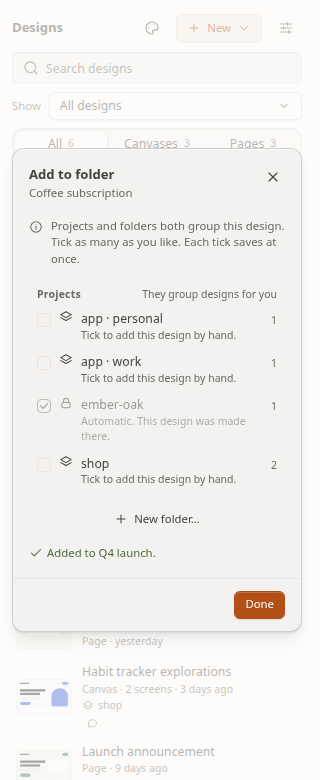 Designs
New
Search designs
Show
All designs
All 6
Canvases 3
Pages 3
Add to folder
Coffee subscription
Projects and folders both group this design.
Tick as many as you like. Each tick saves at
once.
Projects
They group designs for you
app · personal
1
Tick to add this design by hand.
app · work
1
Tick to add this design by hand.
ember-oak
1
Automatic. This design was made
there.
shop
2
Tick to add this design by hand.
New folder...
Added to Q4 launch.
Done
Page · yesterday
Habit tracker explorations
Canvas · 2 screens · 3 days ago
shop
Launch announcement
Page · 9 days ago